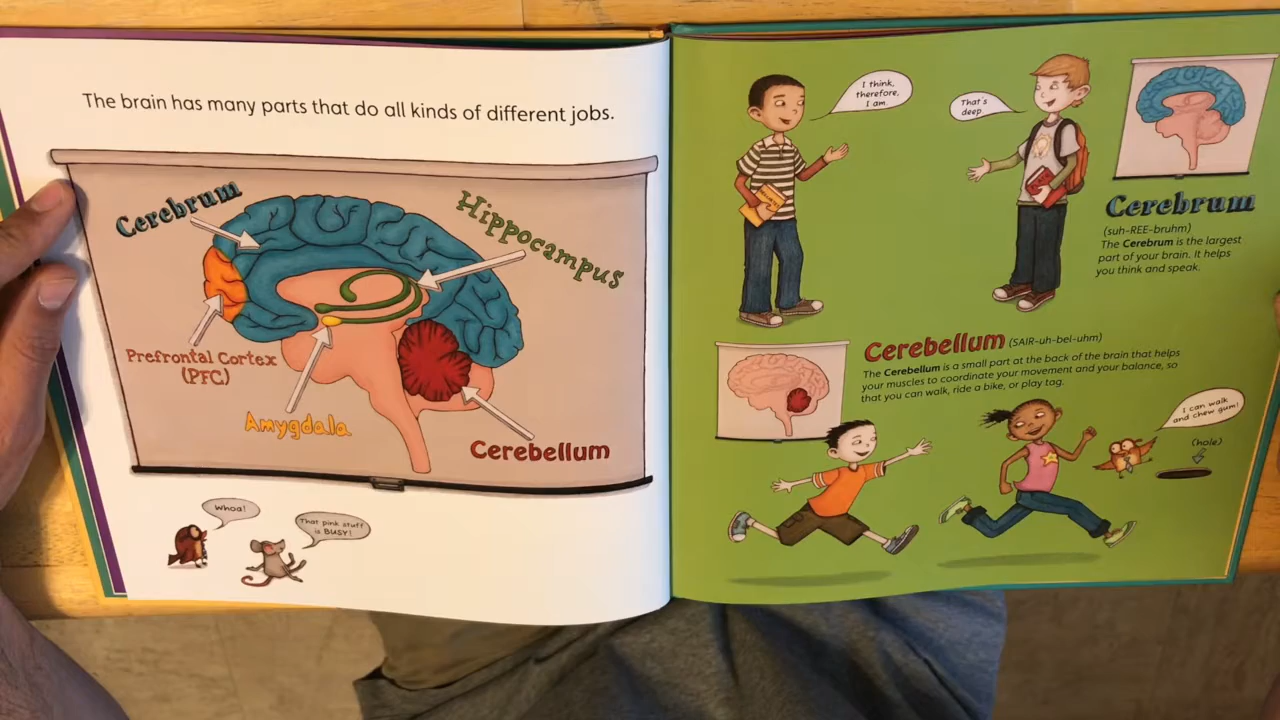 The brain has many parts that do all kinds of different jobs.
Cerebrum
Hippocampus
Prefrontal Cortex
(PFC)
Amygdala
Cerebellum
Whoa!
That pink stuff
is BUSY!
I think,
therefore,
I am.
That's
deep.
Cerebrum
(suh-REE-bruhm)
The Cerebrum is the largest
part of your brain. It helps
you think and speak.
Cerebellum (SAIR-uh-bel-uhm)
The Cerebellum is a small part at the back of the brain that helps
your muscles to coordinate your movement and your balance, so
that you can walk, ride a bike, or play tag.
I can walk
and chew gum!
(hole)